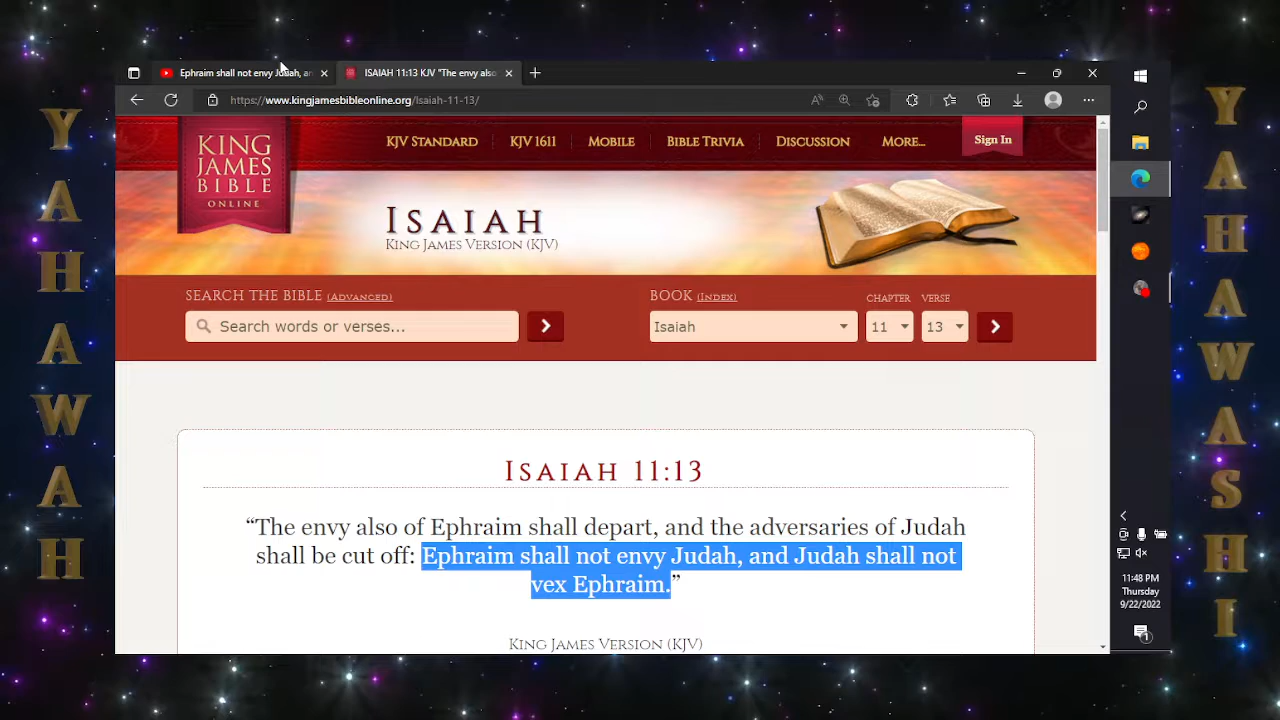 Ephraim shall not envy Judah, an
ISAIAH 11:13 KJV "The envy also
https://www.kingjamesbibleonline.org/Isaiah-11-13/
KING
JAMES
BIBLE
ONLINE
KJV STANDARD
KJV 1611
MOBILE
BIBLE TRIVIA
DISCUSSION
MORE...
Sign In
ISAIAH
KING JAMES VERSION (KJV)
SEARCH THE BIBLE (ADVANCED)
Search words or verses...
BOOK (INDEX)
CHAPTER
VERSE
Isaiah
11
13
ISAIAH 11:13
“The envy also of Ephraim shall depart, and the adversaries of Judah
shall be cut off: Ephraim shall not envy Judah, and Judah shall not
vex Ephraim.”
KING JAMES VERSION (KJV)
11:48 PM
Thursday
9/22/2022
1
YAHAWAH
YAHAWASHI